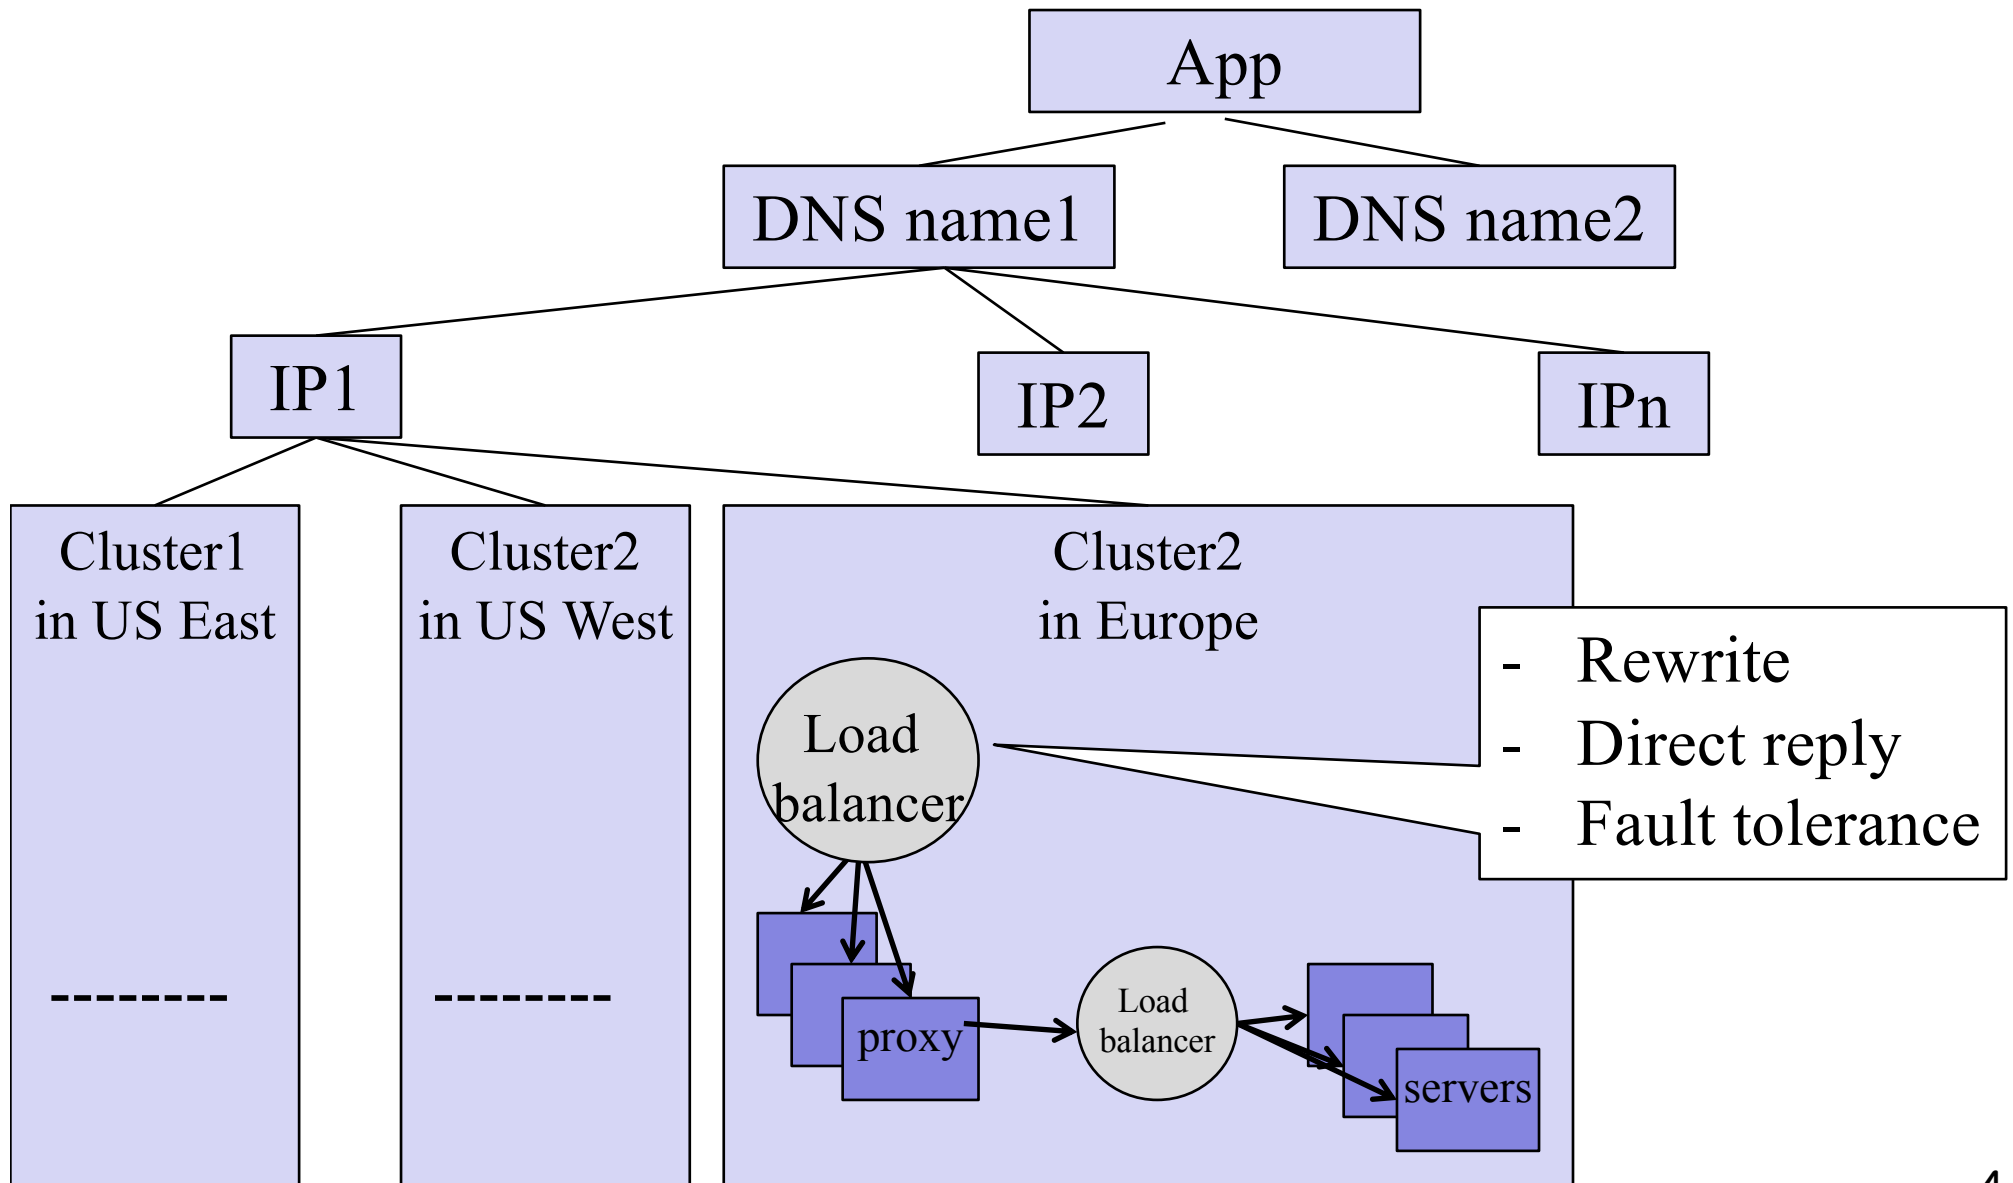 App
DNS name1
DNS name2
IP1
IP2
IPn
Cluster1
in US East
Cluster2
in US West
Cluster2
in Europe
- Rewrite
- Direct reply
- Fault tolerance
Load
balancer
--------
--------
proxy
Load
balancer
servers
4